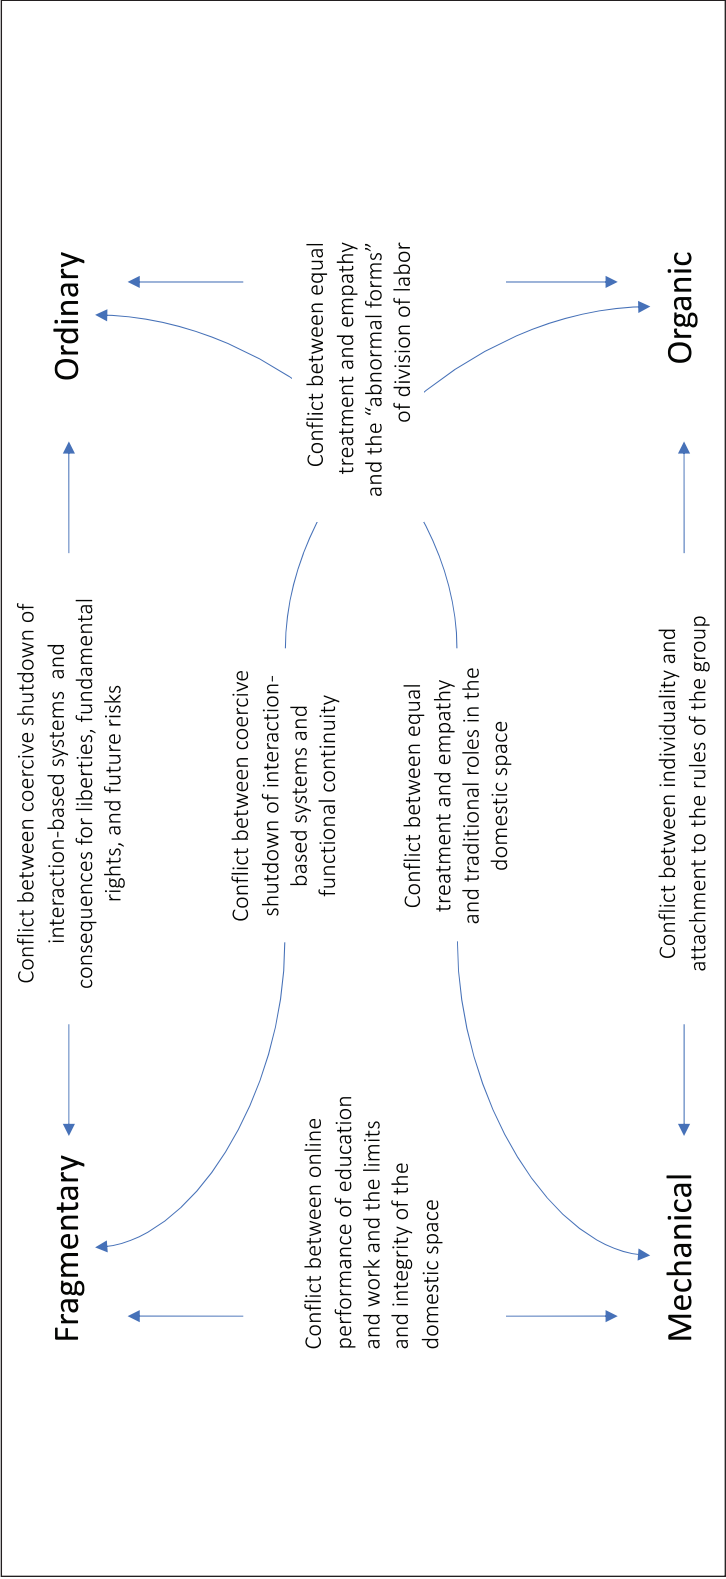 Fragmentary
Conflict between coercive shutdown of
interaction-based systems and
consequences for liberties, fundamental
rights, and future risks
Ordinary
Conflict between coercive
shutdown of interaction-
based systems and
functional continuity
Conflict between online
performance of education
and work and the limits
and integrity of the
domestic space
Conflict between equal
treatment and empathy
and the “abnormal forms”
of division of labor
Conflict between equal
treatment and empathy
and traditional roles in the
domestic space
Mechanical
Conflict between individuality and
attachment to the rules of the group
Organic